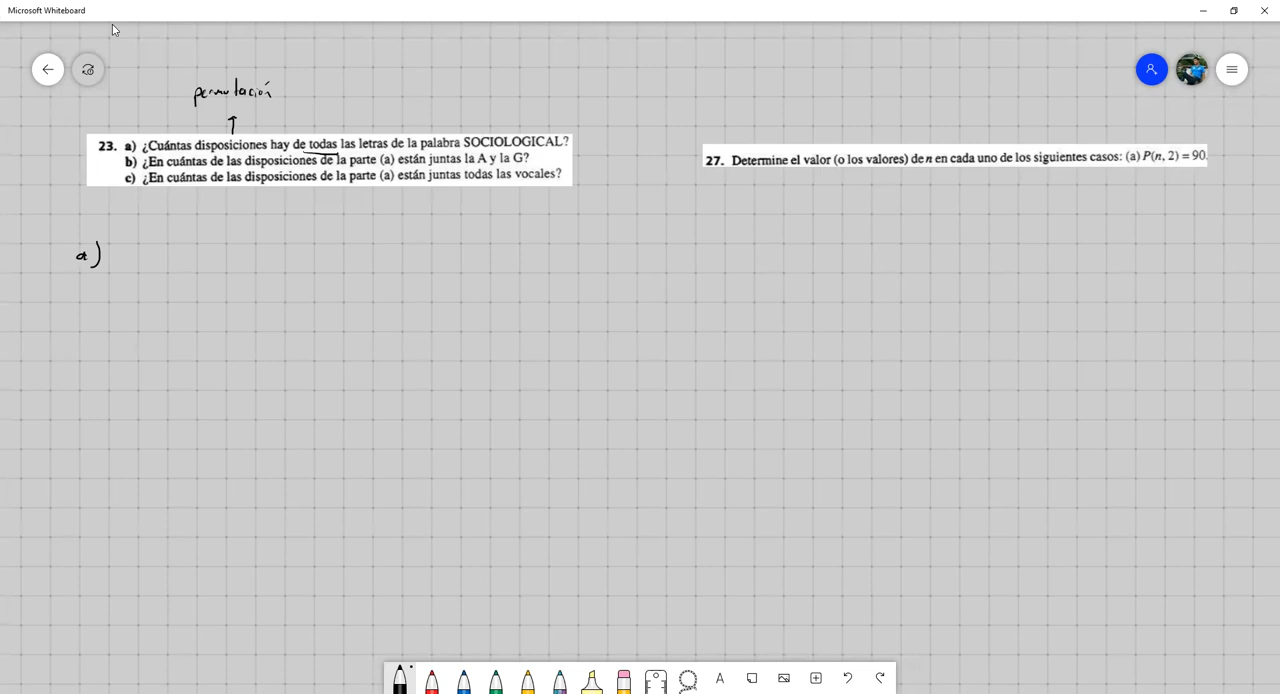 Microsoft Whiteboard
permutación
↑
23. a) ¿Cuántas disposiciones hay de todas las letras de la palabra SOCIOLOGICAL?
b) ¿En cuántas de las disposiciones de la parte (a) están juntas la A y la G?
c) ¿En cuántas de las disposiciones de la parte (a) están juntas todas las vocales?
27. Determine el valor (o los valores) de n en cada uno de los siguientes casos: (a) P(n, 2) = 90.
a)
A